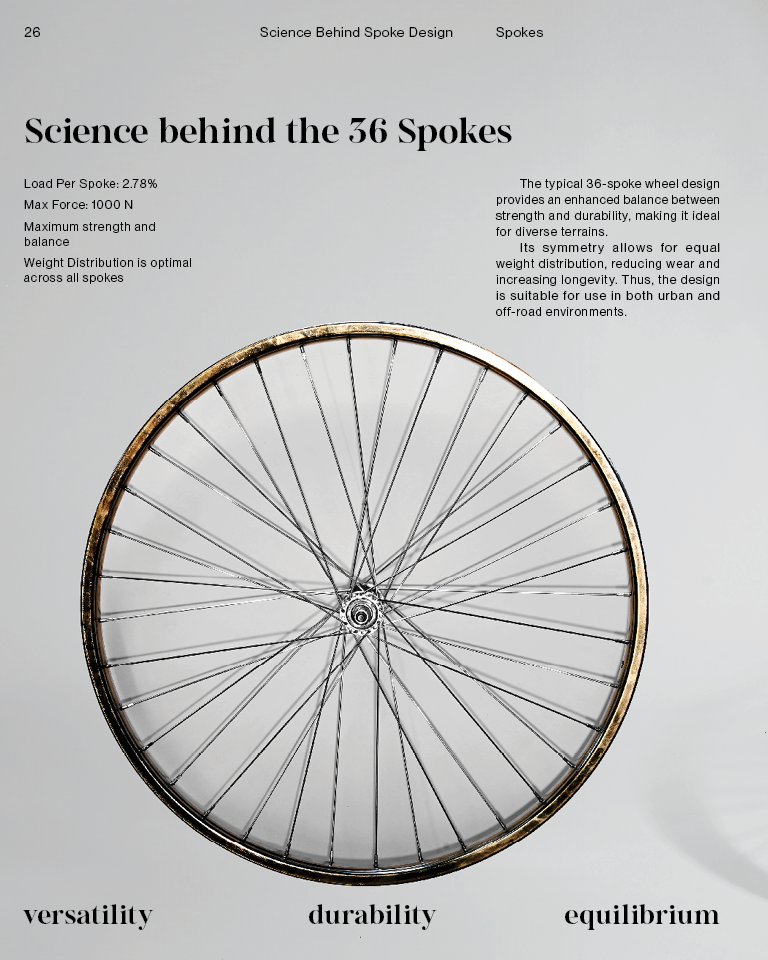 26
Science Behind Spoke Design
Spokes
Science behind the 36 Spokes
Load Per Spoke: 2.78%
Max Force: 1000 N
Maximum strength and
balance
Weight Distribution is optimal
across all spokes
The typical 36-spoke wheel design
provides an enhanced balance between
strength and durability, making it ideal
for diverse terrains.
Its symmetry allows for equal
weight distribution, reducing wear and
increasing longevity. Thus, the design
is suitable for use in both urban and
off-road environments.
versatility
durability
equilibrium